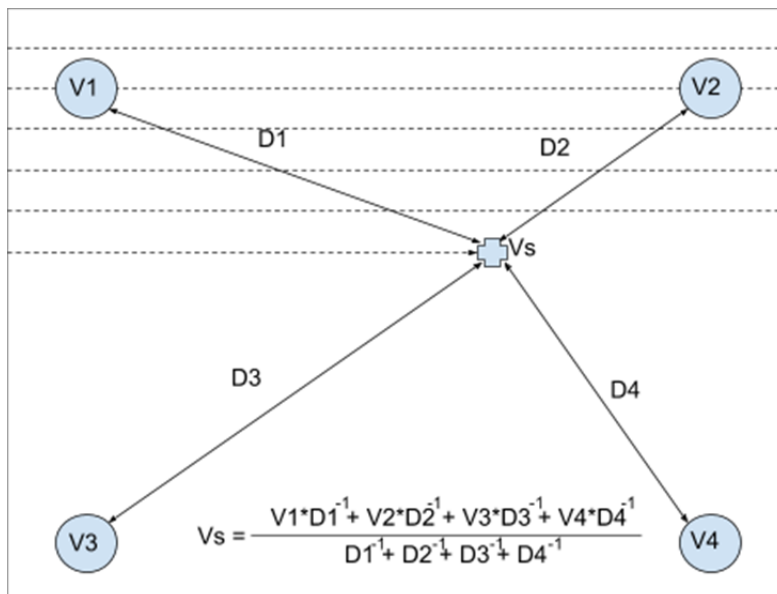 V1
V2
D1
D2
Vs
D3
D4
V3
V4
Vs = V1*D1^-1 + V2*D2^-1 + V3*D3^-1 + V4*D4^-1
D1^-1 + D2^-1 + D3^-1 + D4^-1